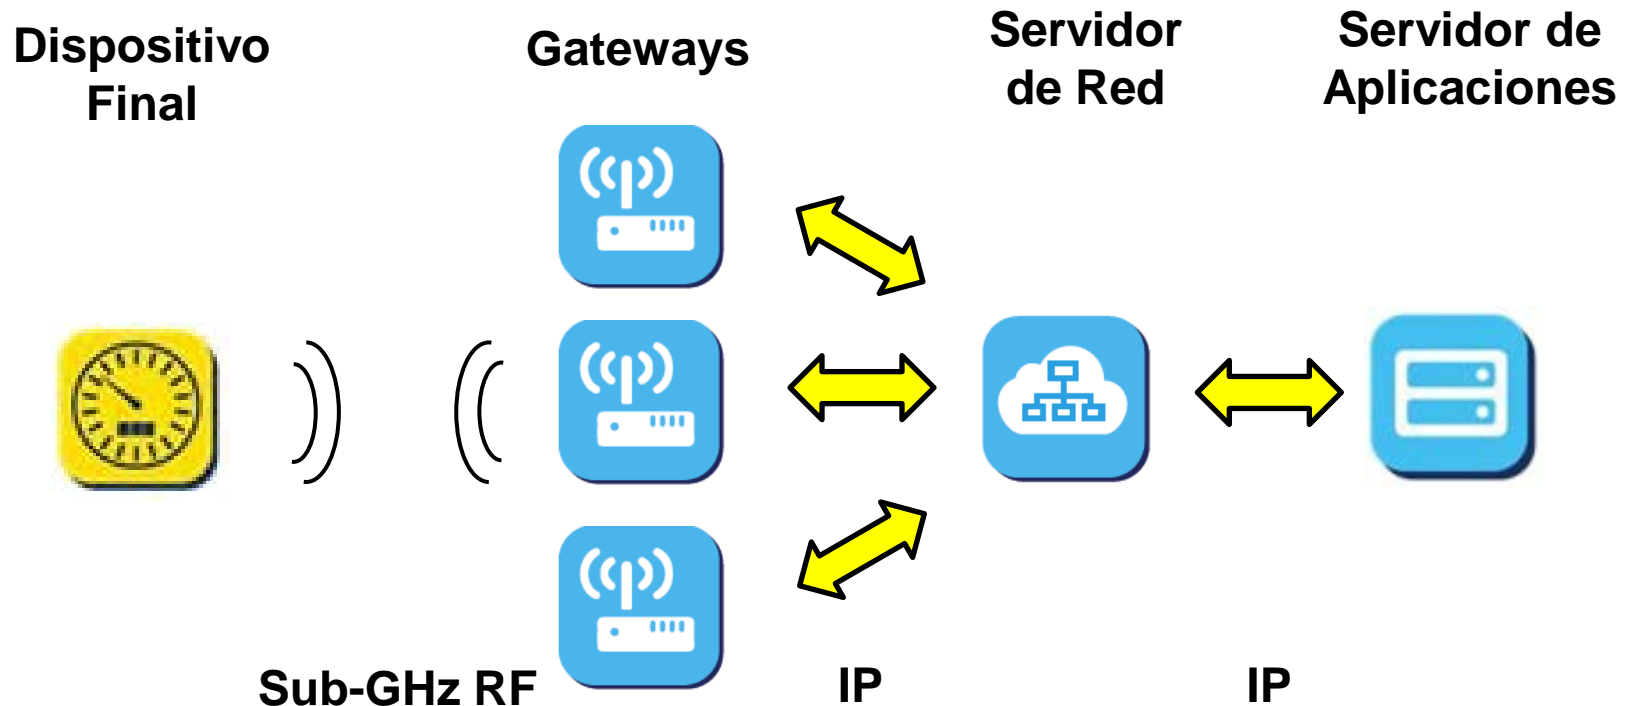 Dispositivo
Final
Gateways
Servidor
de Red
Servidor de
Aplicaciones
Sub-GHz RF
IP
IP